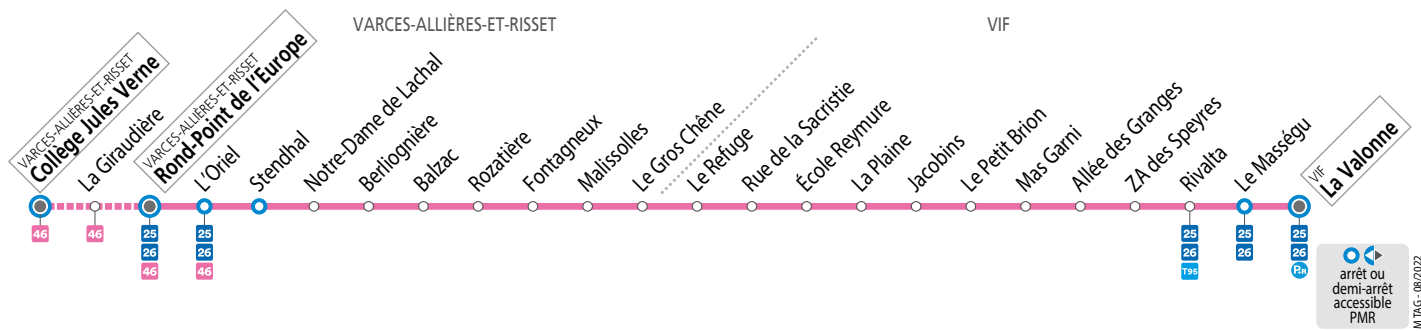 VARCES-ALLIÈRES-ET-RISSET
VIF
VARCES-ALLIÈRES-ET-RISSET
Collège Jules Verne
La Giraudière
VARCES-ALLIÈRES-ET-RISSET
Rond-Point de l'Europe
L'Oriel
Stendhal
Notre-Dame de Lachal
Berliognière
Balzac
Rozatière
Fontagneux
Malissolles
Le Gros Chêne
Le Refuge
Rue de la Sacristie
École Reymure
La Plaine
Jacobins
Le Petit Brion
Mas Garni
Allée des Granges
ZA des Speyres
Rivalta
Le Masségu
VIF
La Valonne
46
46
25
26
46
25
26
46
25
26
T95
25
26
25
26
P+R
arrêt ou
demi-arrêt
accessible
PMR
M TAG - 08/2022